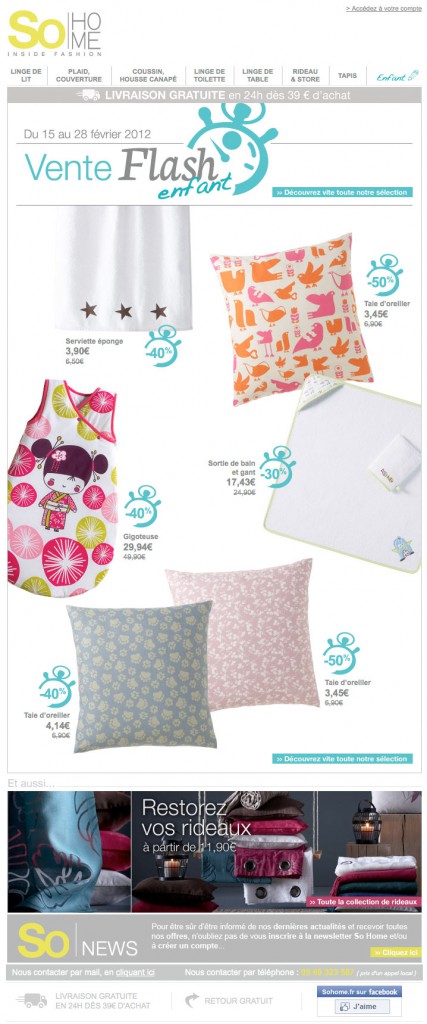 > Accédez à votre compte
So HOME
INSIDE FASHION
LINGE DE LIT
PLAID, COUVERTURE
COUSSIN, HOUSSE CANAPÉ
LINGE DE TOILETTE
LINGE DE TABLE
RIDEAU & STORE
TAPIS
Enfant
LIVRAISON GRATUITE en 24h dès 39 € d'achat
Du 15 au 28 février 2012
Vente Flash
enfant
›› Découvrez vite toute notre sélection
-50%
Taie d'oreiller
3,45€
6,90€
Serviette éponge
3,90€
6,50€
-40%
Sortie de bain
et gant
17,43€
24,90€
-30%
-40%
Gigoteuse
29,94€
49,90€
-50%
Taie d'oreiller
3,45€
6,90€
-40%
Taie d'oreiller
4,14€
6,90€
›› Découvrez vite toute notre sélection
Et aussi...
Restorez
vos rideaux
à partir de 11,90€
›› Toute la collection de rideaux
So NEWS
Pour être sûr d'être informé de nos dernières actualités et recevoir toutes
nos offres, n'oubliez pas de vous inscrire à la newsletter So Home et/ou
à créer un compte..
›› Cliquez ici
Nous contacter par mail, en cliquant ici
Nous contacter par téléphone :
( prix d'un appel local )
LIVRAISON GRATUITE
EN 24H DÈS 39€ D'ACHAT
RETOUR GRATUIT
Sohome.fr sur facebook
J'aime